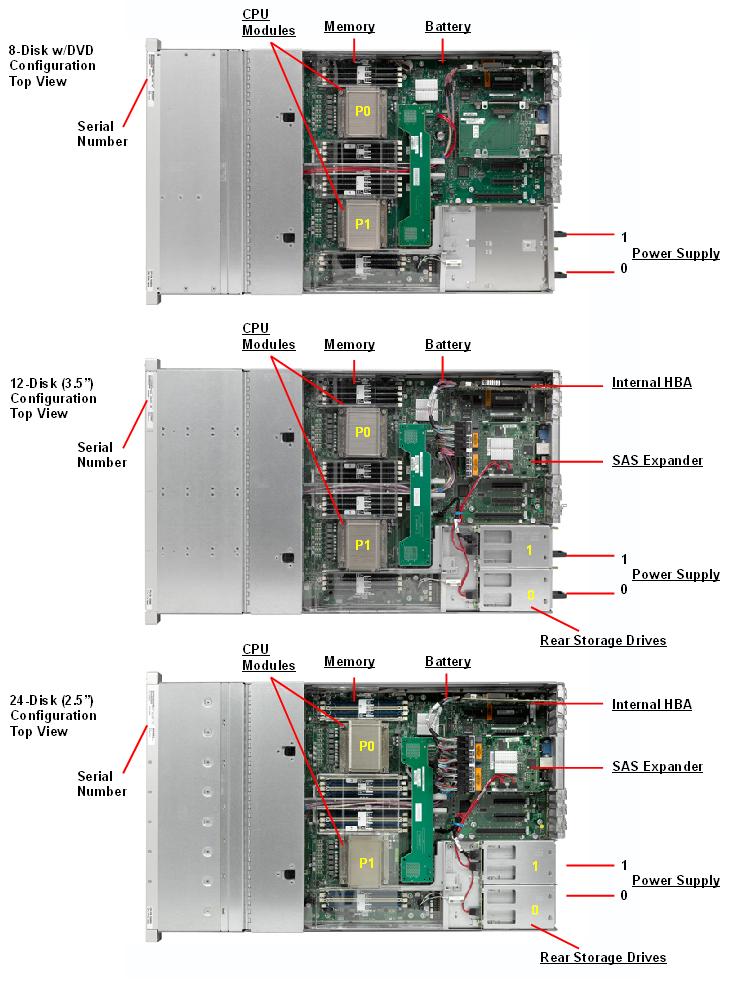 CPU
Modules
Memory
Battery
8-Disk w/DVD
Configuration
Top View
Serial
Number
P0
P1
1
Power Supply
0
CPU
Modules
Memory
Battery
12-Disk (3.5”)
Configuration
Top View
Internal HBA
Serial
Number
P0
SAS Expander
P1
1
1
Power Supply
0
0
Rear Storage Drives
CPU
Modules
Memory
Battery
24-Disk (2.5”)
Configuration
Top View
Internal HBA
Serial
Number
P0
SAS Expander
P1
1
1
Power Supply
0
0
Rear Storage Drives